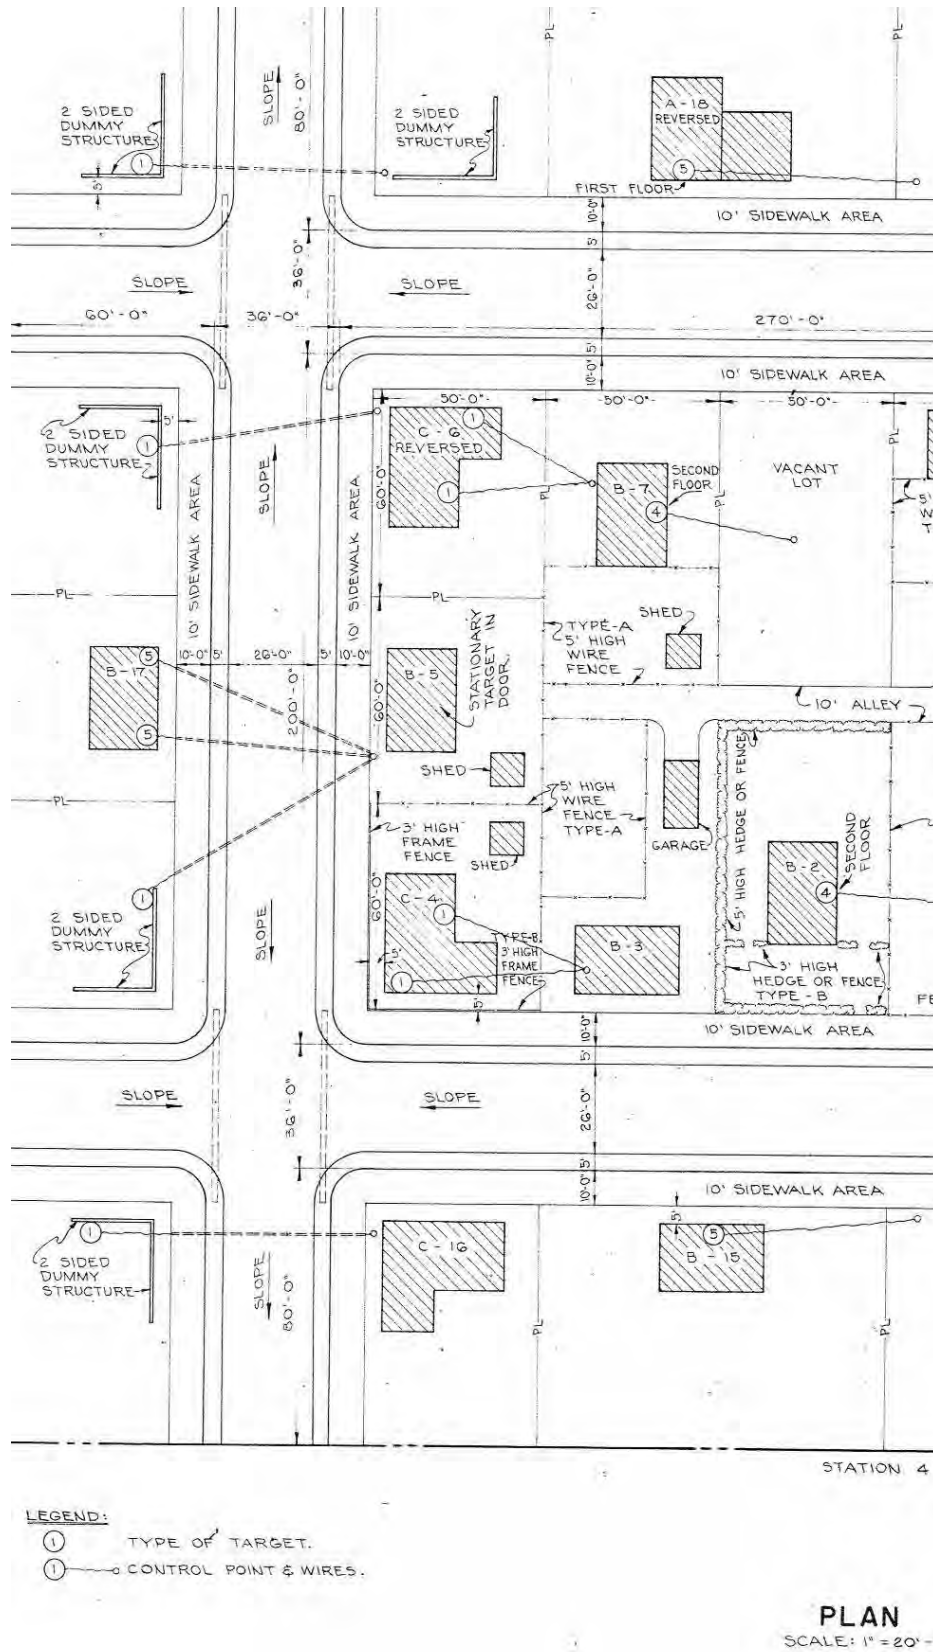 PL
PL
SLOPE
80'-0"
2 SIDED
DUMMY
STRUCTURE
1
5'
2 SIDED
DUMMY
STRUCTURE
A-18
REVERSED
5
FIRST FLOOR
10'-0"
10' SIDEWALK AREA
5'
36'-0"
26'-0"
SLOPE
SLOPE
60'-0"
36'-0"
270'-0"
5'
10'-0"
10' SIDEWALK AREA
50'-0"
50'-0"
50'-0"
2 SIDED
DUMMY
STRUCTURE
1
5'
10' SIDEWALK AREA
SLOPE
10' SIDEWALK AREA
60'-0"
C-6
REVERSED
1
1
PL
B-7
SECOND
FLOOR
4
PL
VACANT
LOT
PL
5'
W
T
PL
PL
STATIONARY
TARGET IN
DOOR.
TYPE-A
5' HIGH
WIRE
FENCE
SHED
B-17
5
5
10'-0"
5'
26'-0"
5'
10'-0"
200'-0"
60'-0"
B-5
10' ALLEY
SHED
PL
5' HIGH
WIRE
FENCE
TYPE-A
3' HIGH
FRAME
FENCE
SHED
GARAGE
5' HIGH HEDGE OR FENCE
B-2
4
SECOND
FLOOR
1
2 SIDED
DUMMY
STRUCTURE
SLOPE
60'-0"
C-4
1
1
5'
TYPE-B
3' HIGH
FRAME
FENCE
5'
B-3
3' HIGH
HEDGE OR FENCE
TYPE-B
FE
10'-0"
10' SIDEWALK AREA
5'
36'-0"
26'-0"
SLOPE
SLOPE
5'
10'-0"
10' SIDEWALK AREA
1
2 SIDED
DUMMY
STRUCTURE
SLOPE
80'-0"
C-16
PL
5'
5
B-15
PL
STATION 4
LEGEND:
1 TYPE OF TARGET.
1 CONTROL POINT & WIRES.
PLAN
SCALE: 1" = 20'-